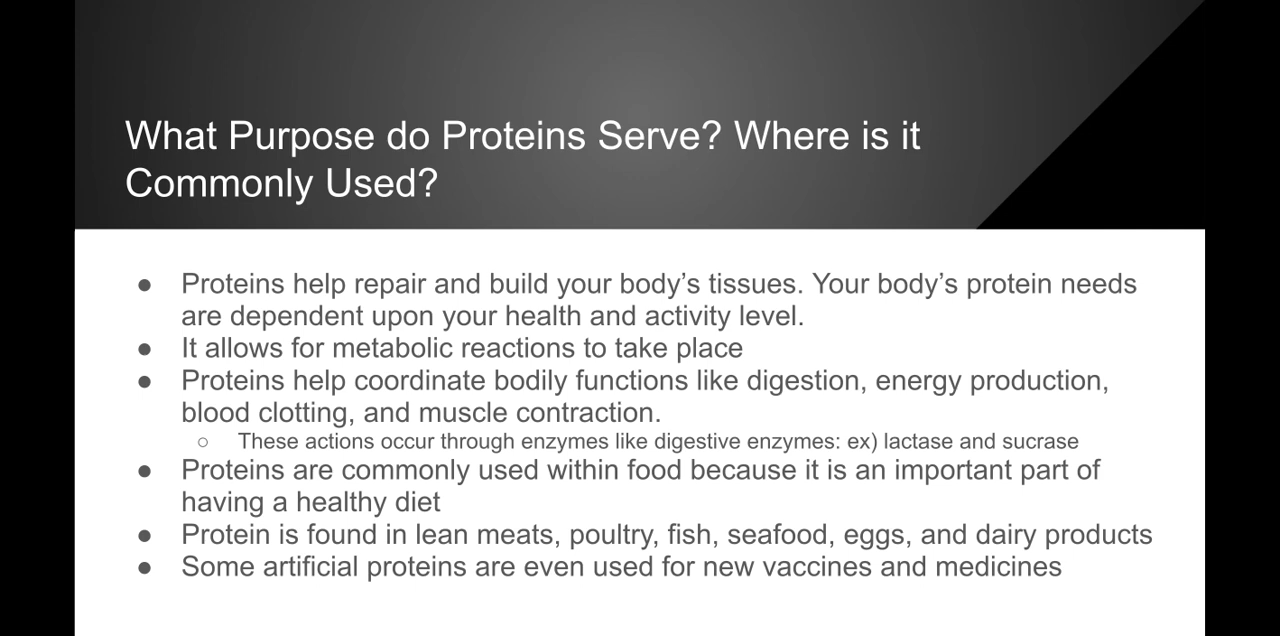 What Purpose do Proteins Serve? Where is it
Commonly Used?
● Proteins help repair and build your body’s tissues. Your body’s protein needs
are dependent upon your health and activity level.
● It allows for metabolic reactions to take place
● Proteins help coordinate bodily functions like digestion, energy production,
blood clotting, and muscle contraction.
○ These actions occur through enzymes like digestive enzymes: ex) lactase and sucrase
● Proteins are commonly used within food because it is an important part of
having a healthy diet
● Protein is found in lean meats, poultry, fish, seafood, eggs, and dairy products
● Some artificial proteins are even used for new vaccines and medicines